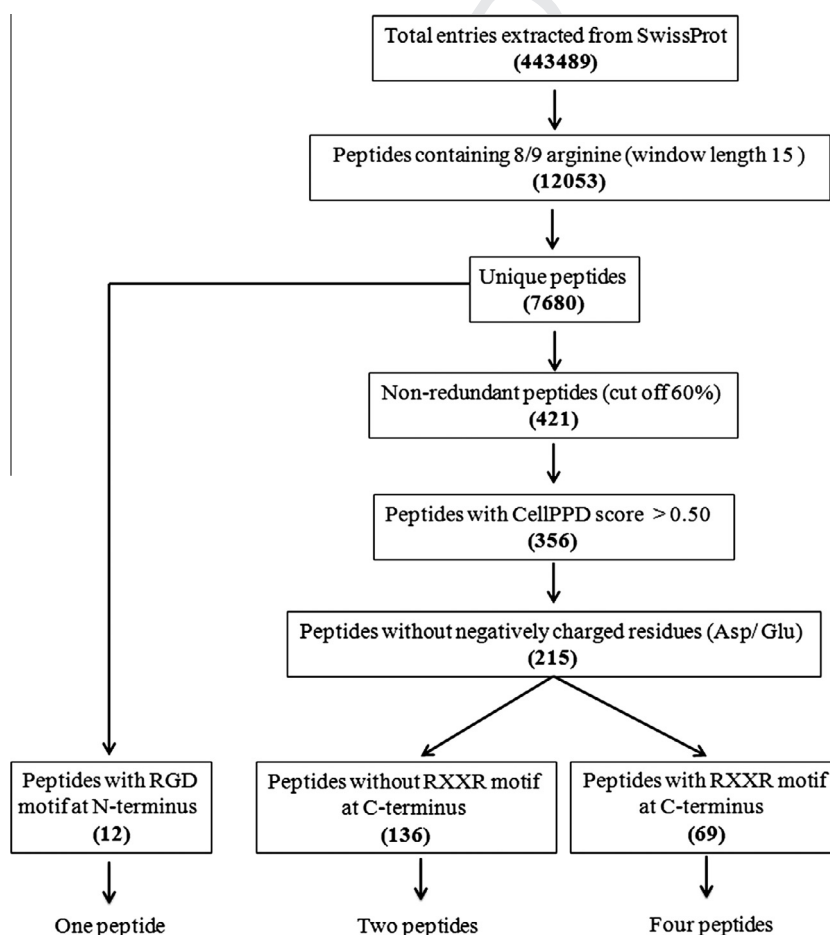 Total entries extracted from SwissProt
(443489)
Peptides containing 8/9 arginine (window length 15 )
(12053)
Unique peptides
(7680)
Non-redundant peptides (cut off 60%)
(421)
Peptides with CellPPD score > 0.50
(356)
Peptides without negatively charged residues (Asp/ Glu)
(215)
Peptides with RGD
motif at N-terminus
(12)
Peptides without RXXR motif
at C-terminus
(136)
Peptides with RXXR motif
at C-terminus
(69)
One peptide
Two peptides
Four peptides